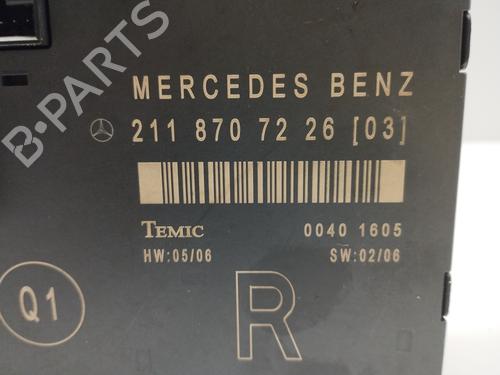 MERCEDES BENZ
211 870 72 26 [03]
TEMIC 0040 1605
HW:05/06 SW:02/06
Q1 R
B-PARTS